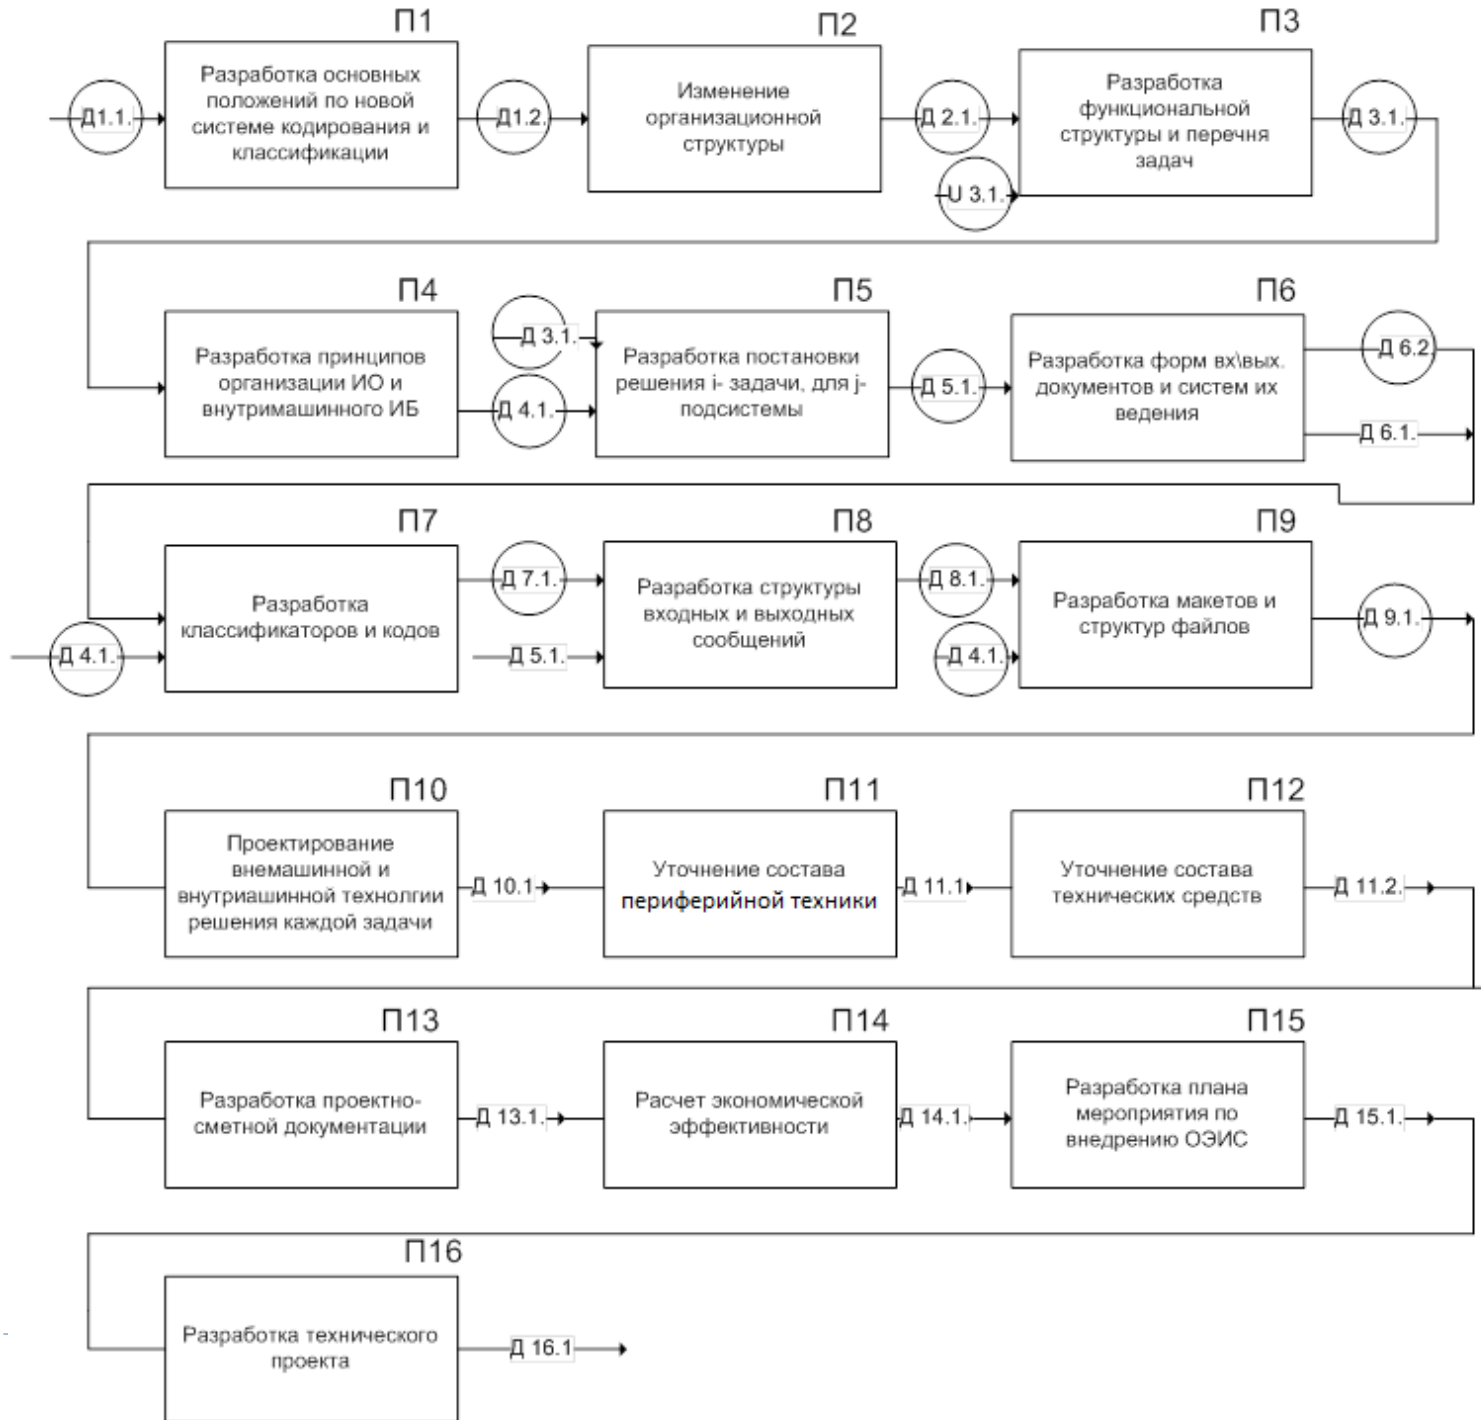 П1
П2
П3
Д1.1.
Разработка основных
положений по новой
системе кодирования и
классификации
Д1.2.
Изменение
организационной
структуры
Д 2.1.
U 3.1.
Разработка
функциональной
структуры и перечня
задач
Д 3.1.
П4
П5
П6
Разработка принципов
организации ИО и
внутримашинного ИБ
Д 3.1.
Д 4.1.
Разработка постановки
решения i- задачи, для j-
подсистемы
Д 5.1.
Разработка форм вх\вых.
документов и систем их
ведения
Д 6.2.
Д 6.1.
П7
П8
П9
Д 4.1.
Разработка
классификаторов и кодов
Д 7.1.
Д 5.1.
Разработка структуры
входных и выходных
сообщений
Д 8.1.
Д 4.1.
Разработка макетов и
структур файлов
Д 9.1.
П10
П11
П12
Проектирование
внемашинной и
внутриашинной технолгии
решения каждой задачи
Д 10.1
Уточнение состава
периферийной техники
Д 11.1
Уточнение состава
технических средств
Д 11.2.
П13
П14
П15
Разработка проектно-
сметной документации
Д 13.1.
Расчет экономической
эффективности
Д 14.1.
Разработка плана
мероприятия по
внедрению ОЭИС
Д 15.1.
П16
Разработка технического
проекта
Д 16.1